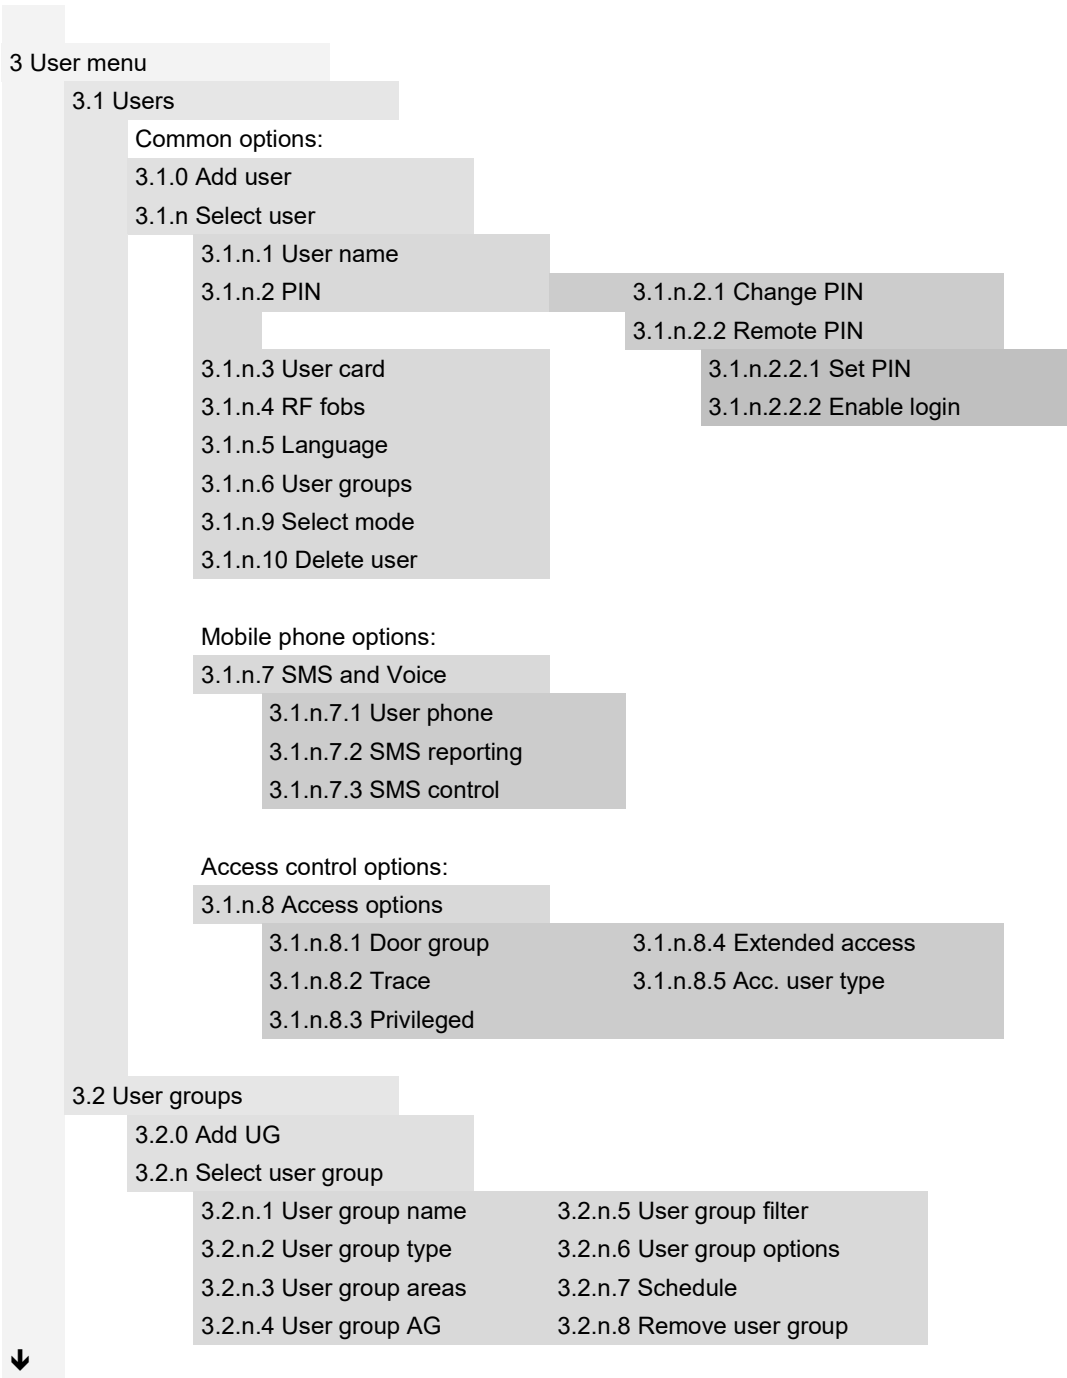 3 User menu
3.1 Users
Common options:
3.1.0 Add user
3.1.n Select user
3.1.n.1 User name
3.1.n.2 PIN
3.1.n.2.1 Change PIN
3.1.n.2.2 Remote PIN
3.1.n.2.2.1 Set PIN
3.1.n.2.2.2 Enable login
3.1.n.3 User card
3.1.n.4 RF fobs
3.1.n.5 Language
3.1.n.6 User groups
3.1.n.9 Select mode
3.1.n.10 Delete user
Mobile phone options:
3.1.n.7 SMS and Voice
3.1.n.7.1 User phone
3.1.n.7.2 SMS reporting
3.1.n.7.3 SMS control
Access control options:
3.1.n.8 Access options
3.1.n.8.1 Door group
3.1.n.8.2 Trace
3.1.n.8.3 Privileged
3.1.n.8.4 Extended access
3.1.n.8.5 Acc. user type
3.2 User groups
3.2.0 Add UG
3.2.n Select user group
3.2.n.1 User group name
3.2.n.2 User group type
3.2.n.3 User group areas
3.2.n.4 User group AG
3.2.n.5 User group filter
3.2.n.6 User group options
3.2.n.7 Schedule
3.2.n.8 Remove user group